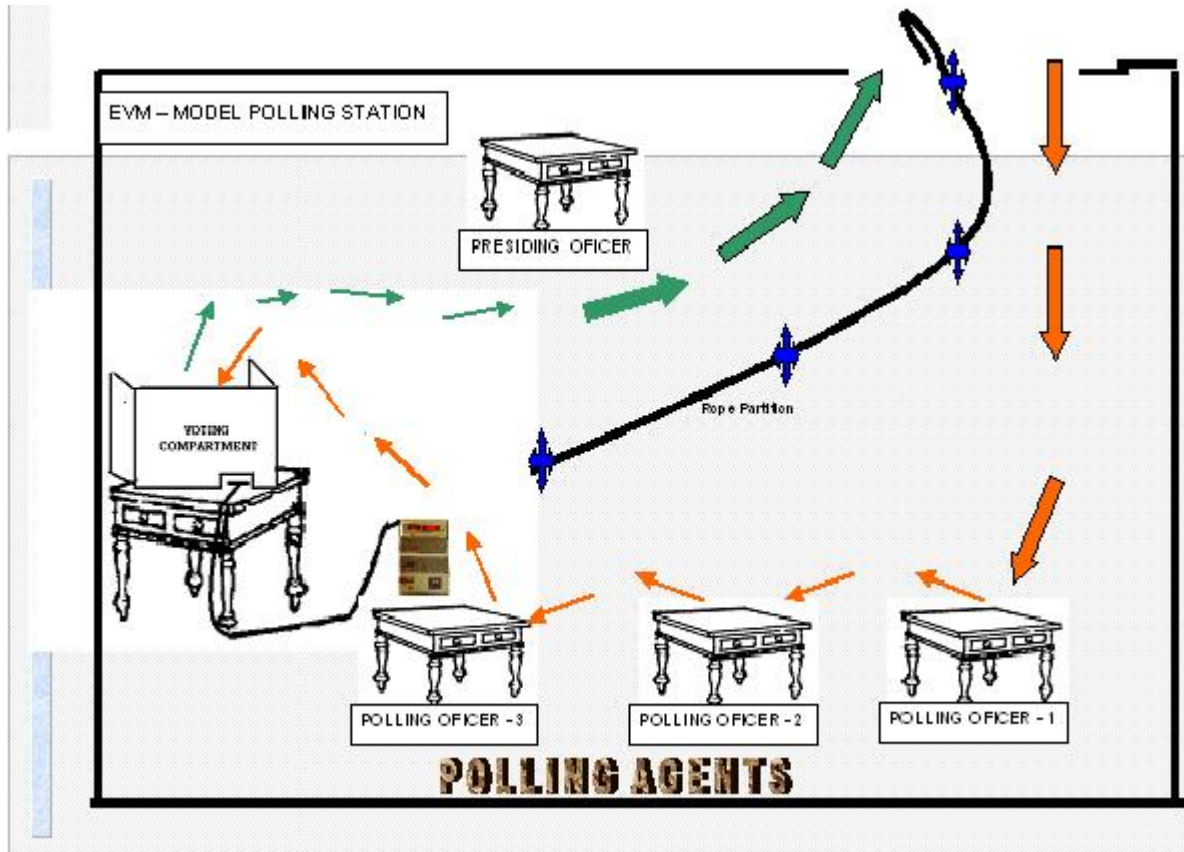 EVM – MODEL POLLING STATION
PRESIDING OFICER
Rope Partition
VOTING
COMPARTMENT
POLLING OFICER - 3
POLLING OFICER - 2
POLLING OFICER - 1
POLLING AGENTS